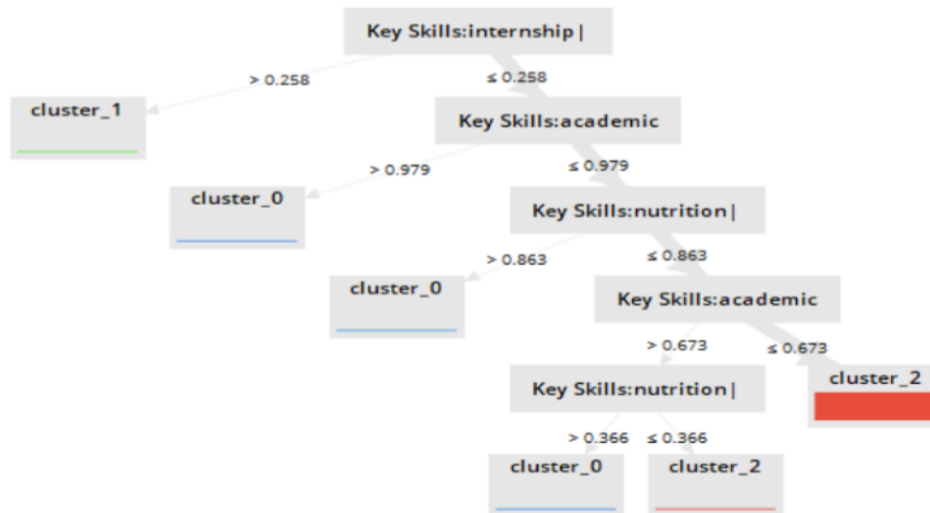 Key Skills:internship|
> 0.258
≤ 0.258
cluster_1
Key Skills:academic
> 0.979
≤ 0.979
cluster_0
Key Skills:nutrition|
> 0.863
≤ 0.863
cluster_0
Key Skills:academic
> 0.673
≤ 0.673
cluster_2
Key Skills:nutrition|
> 0.366
≤ 0.366
cluster_0
cluster_2